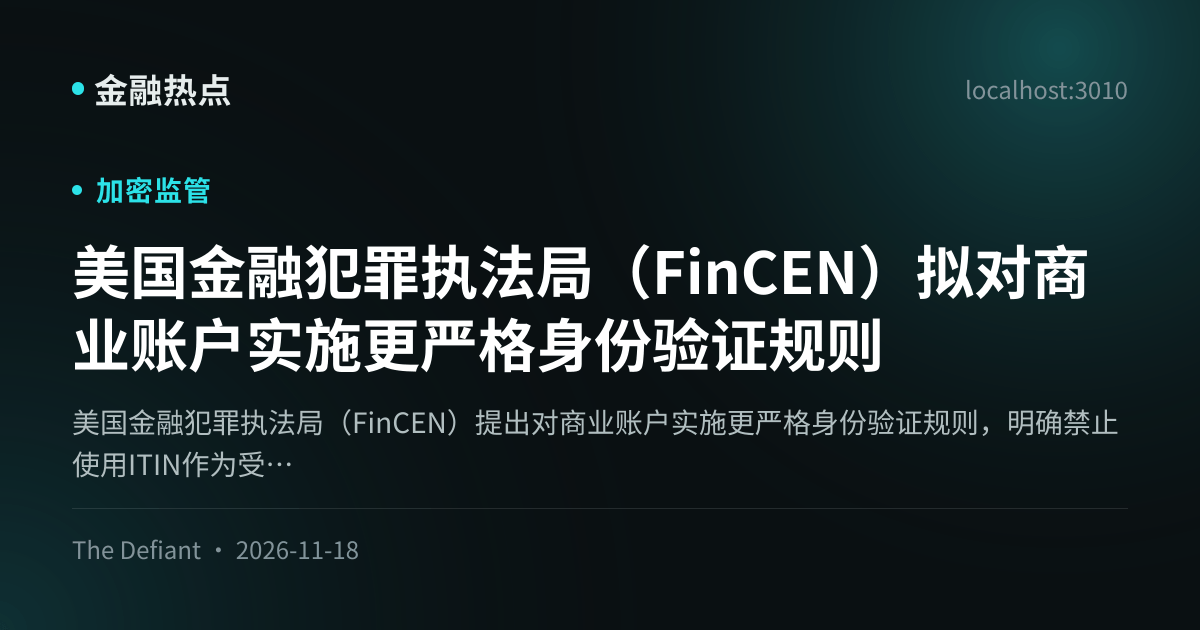 金融热点
localhost:3010
加密监管
美国金融犯罪执法局（FinCEN）拟对商
业账户实施更严格身份验证规则
美国金融犯罪执法局（FinCEN）提出对商业账户实施更严格身份验证规则，明确禁止
使用ITIN作为受…
The Defiant · 2026-11-18